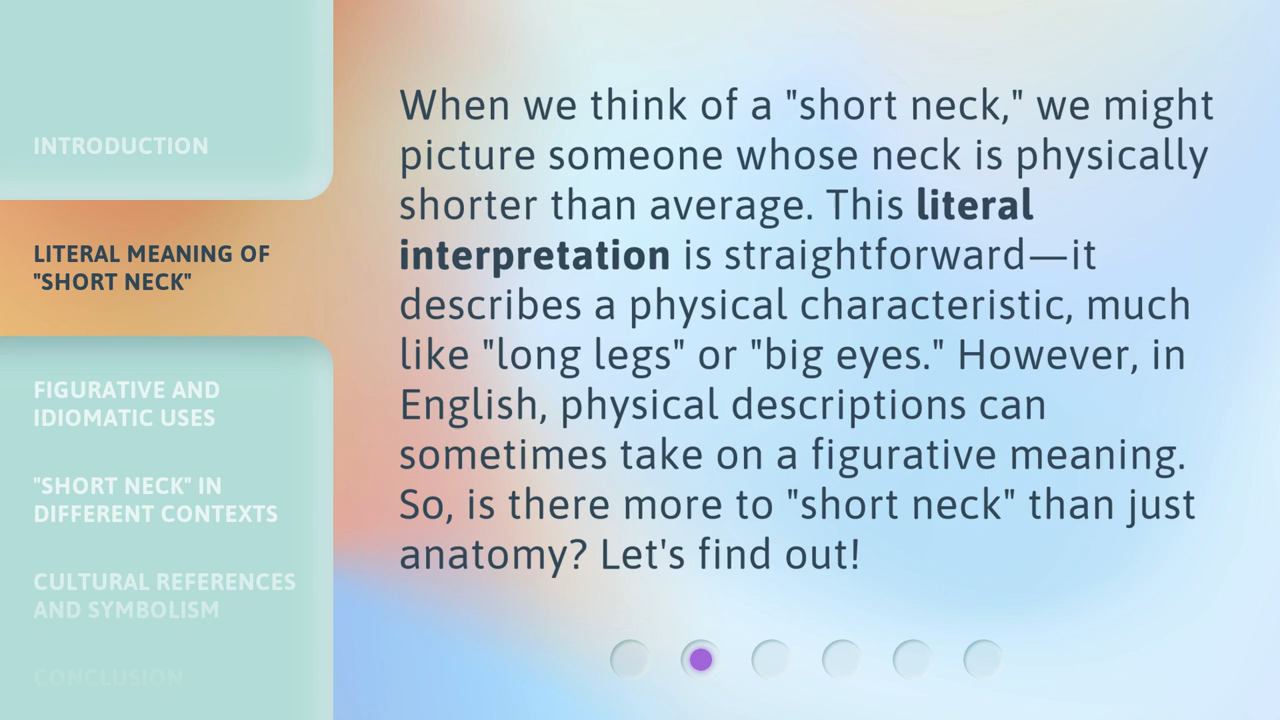 INTRODUCTION
LITERAL MEANING OF
"SHORT NECK"
FIGURATIVE AND
IDIOMATIC USES
"SHORT NECK" IN
DIFFERENT CONTEXTS
CULTURAL REFERENCES
AND SYMBOLISM
CONCLUSION
When we think of a "short neck," we might
picture someone whose neck is physically
shorter than average. This literal
interpretation is straightforward—it
describes a physical characteristic, much
like "long legs" or "big eyes." However, in
English, physical descriptions can
sometimes take on a figurative meaning.
So, is there more to "short neck" than just
anatomy? Let's find out!